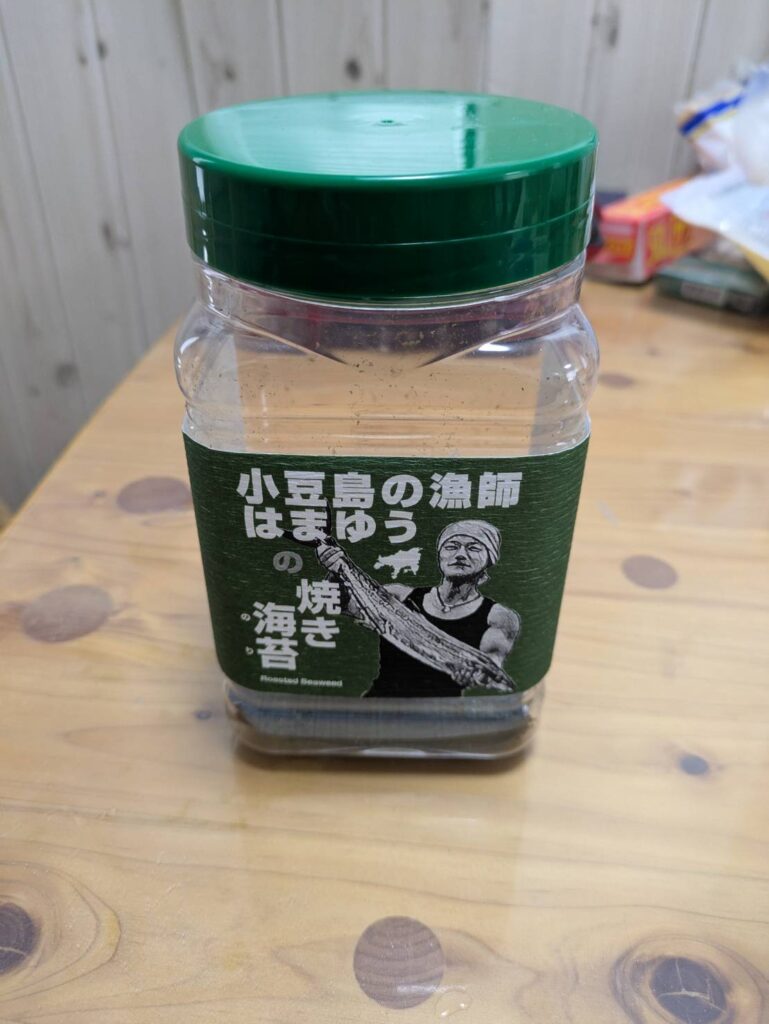 小豆島の漁師
はまゆう
の
焼き
海苔
のり
Roasted Seaweed